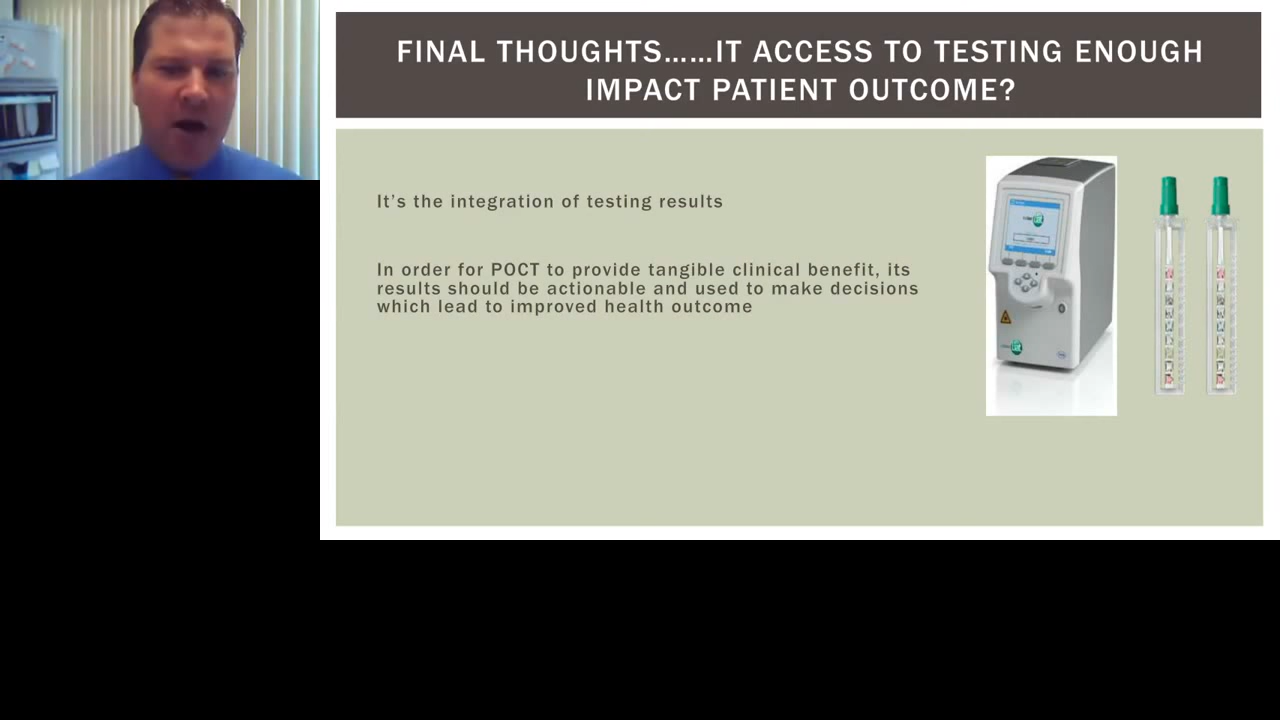 FINAL THOUGHTS......IT ACCESS TO TESTING ENOUGH
IMPACT PATIENT OUTCOME?
It's the integration of testing results
In order for POCT to provide tangible clinical benefit, its
results should be actionable and used to make decisions
which lead to improved health outcome